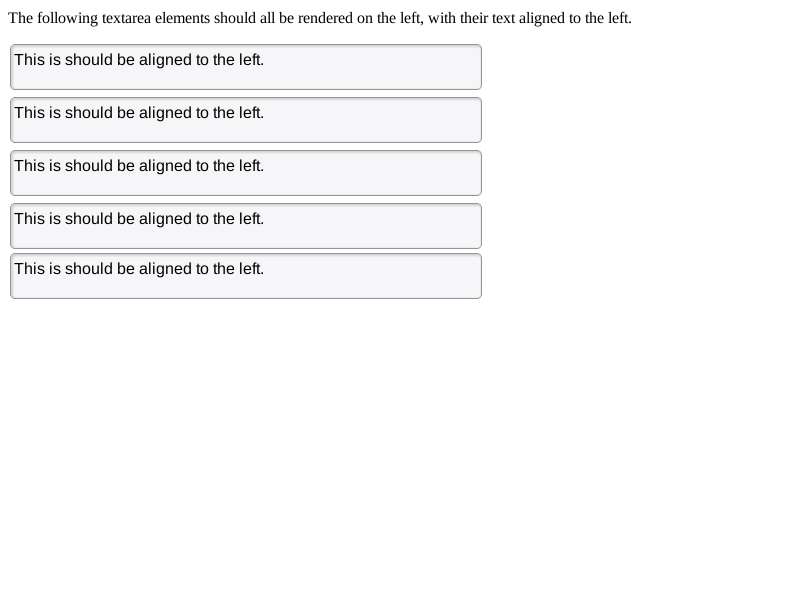 The following textarea elements should all be rendered on the left, with their text aligned to the left.
This is should be aligned to the left.
This is should be aligned to the left.
This is should be aligned to the left.
This is should be aligned to the left.
This is should be aligned to the left.